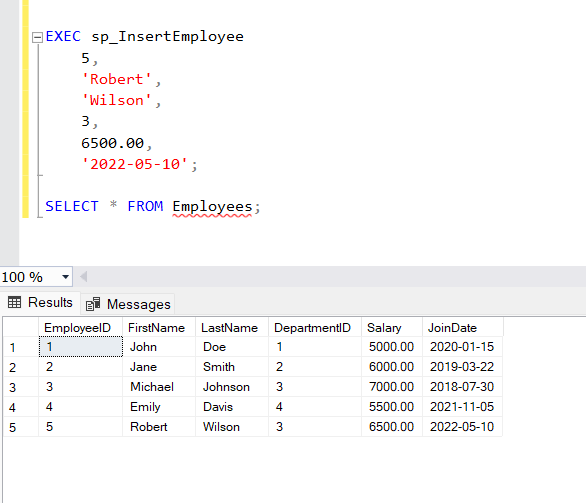 EXEC sp_InsertEmployee
5,
'Robert',
'Wilson',
3,
6500.00,
'2022-05-10';
SELECT * FROM Employees;
100 %
Results Messages
EmployeeID FirstName LastName DepartmentID Salary JoinDate
1 1 John Doe 1 5000.00 2020-01-15
2 2 Jane Smith 2 6000.00 2019-03-22
3 3 Michael Johnson 3 7000.00 2018-07-30
4 4 Emily Davis 4 5500.00 2021-11-05
5 5 Robert Wilson 3 6500.00 2022-05-10